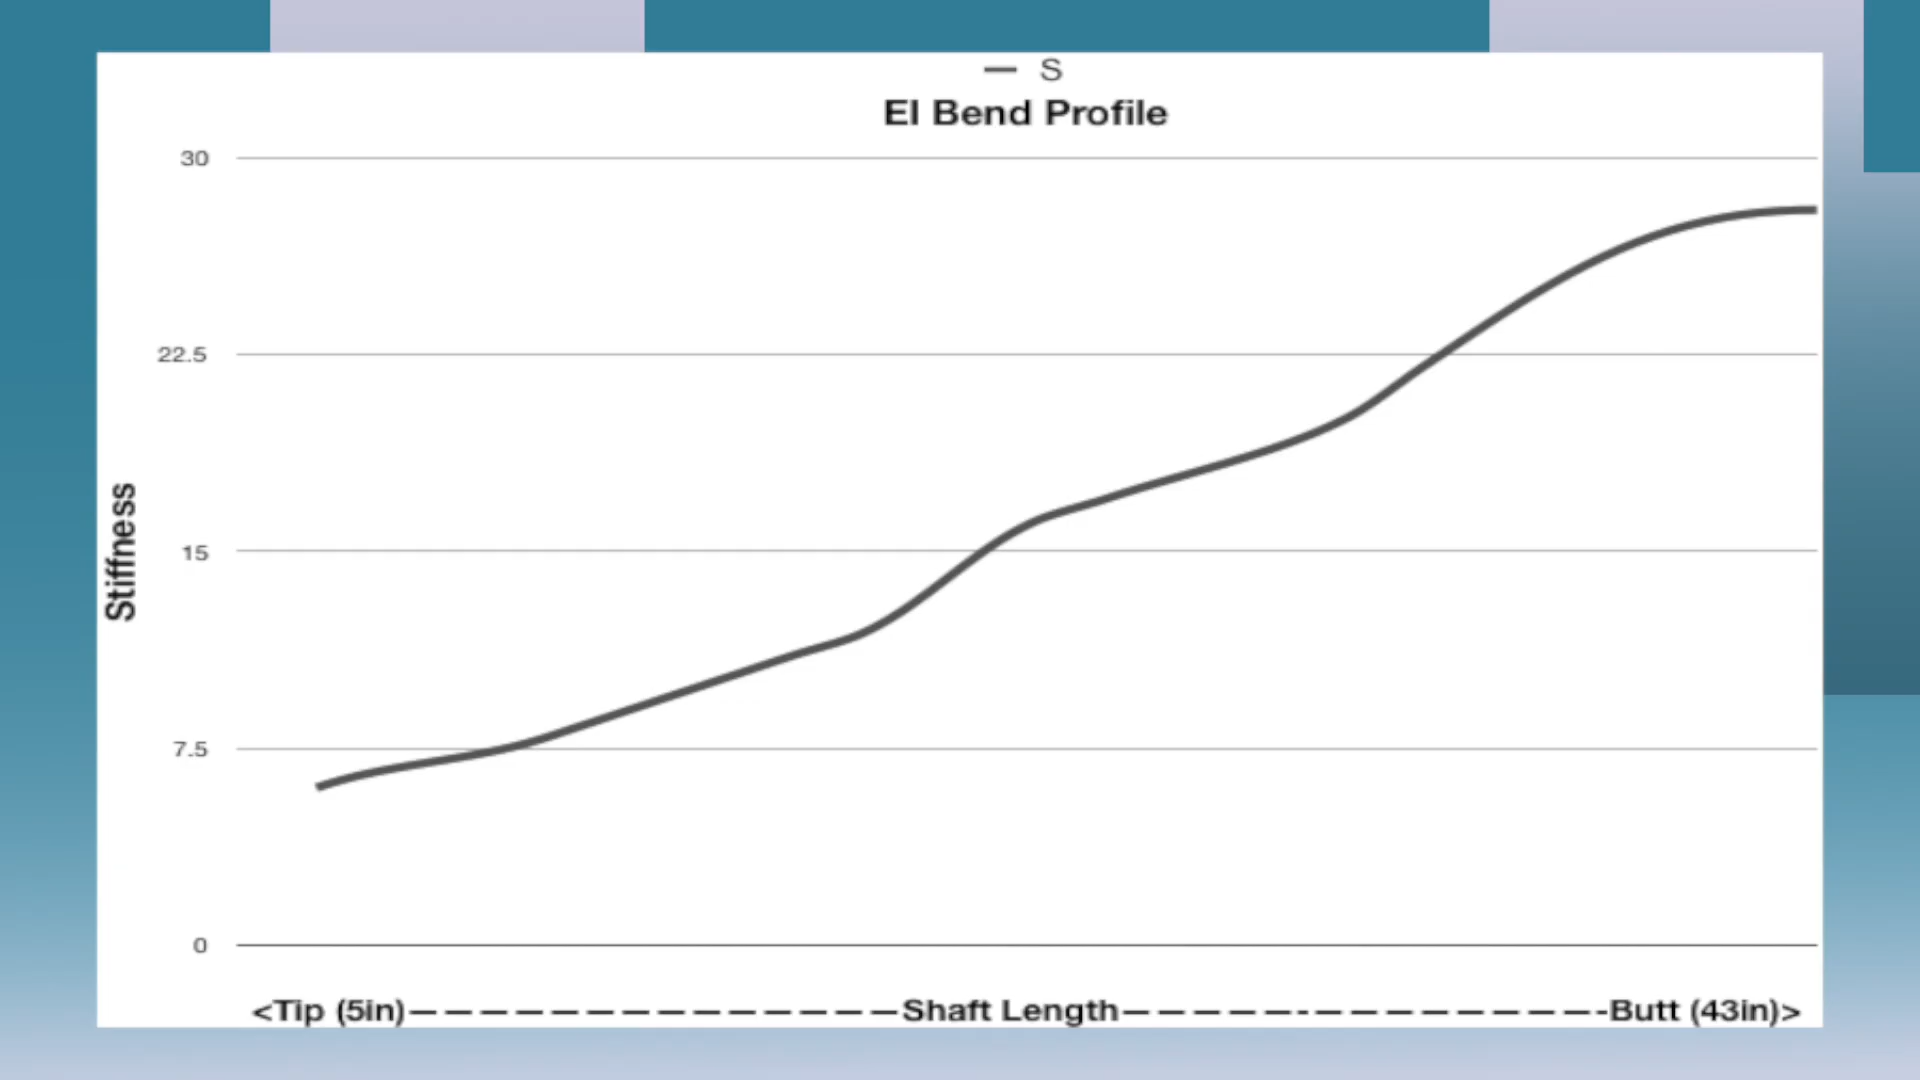 — S
EI Bend Profile
30
22.5
15
7.5
0
Stiffness
<Tip (5in)— — — — — — — — — — — — — —Shaft Length— — — — — -- — — — — — — — --Butt (43in)>